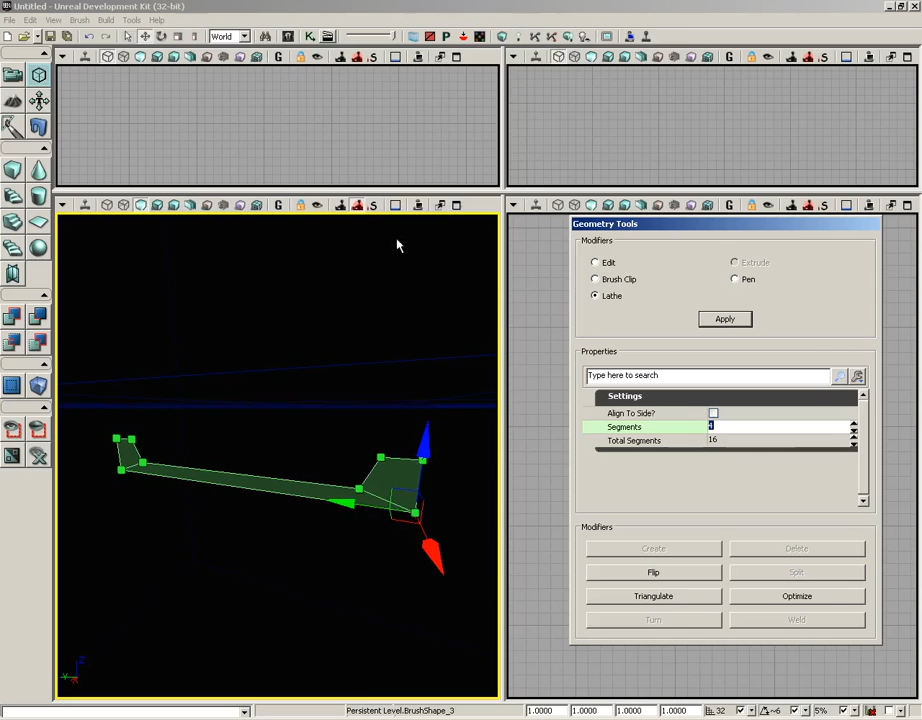 Untitled - Unreal Development Kit (32-bit)
File Edit View Brush Build Tools Help
World
Geometry Tools
Modifiers
Edit
Extrude
Brush Clip
Pen
Lathe
Apply
Properties
Type here to search
Settings
Align To Side?
Segments 4
Total Segments 16
Modifiers
Create
Delete
Flip
Split
Triangulate
Optimize
Turn
Weld
Z
Y
Persistent Level.BrushShape_3
1.0000 1.0000 1.0000 1.0000 32 ~6 5%